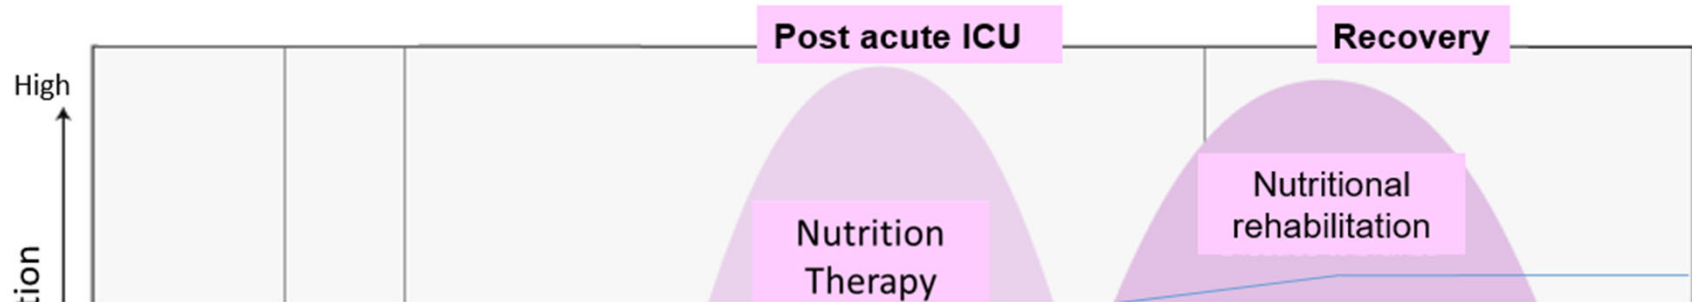 Post acute ICU
Recovery
High
Nutritional
rehabilitation
Nutrition
Therapy